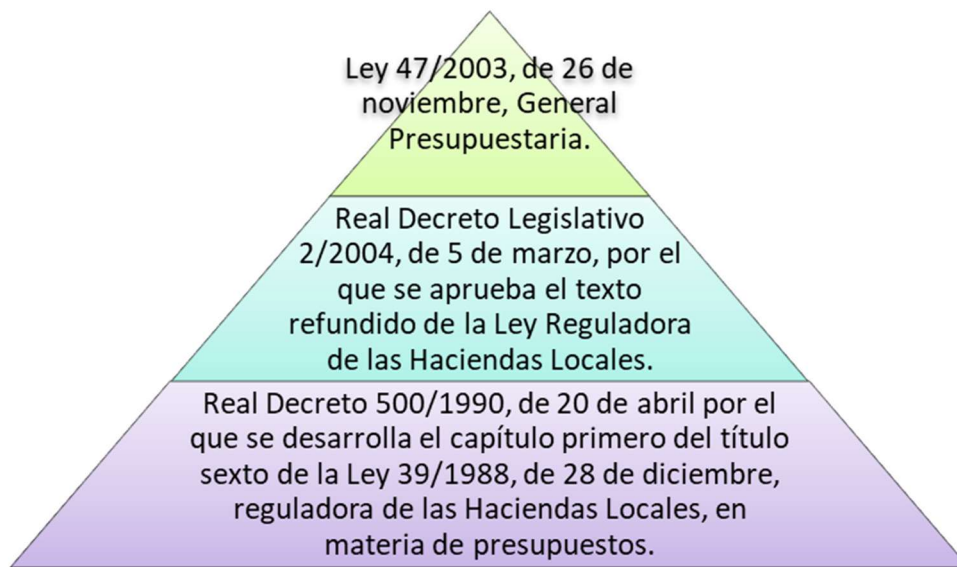 Ley 47/2003, de 26 de
noviembre, General
Presupuestaria.
Real Decreto Legislativo
2/2004, de 5 de marzo, por el
que se aprueba el texto
refundido de la Ley Reguladora
de las Haciendas Locales.
Real Decreto 500/1990, de 20 de abril por el
que se desarrolla el capítulo primero del título
sexto de la Ley 39/1988, de 28 de diciembre,
reguladora de las Haciendas Locales, en
materia de presupuestos.